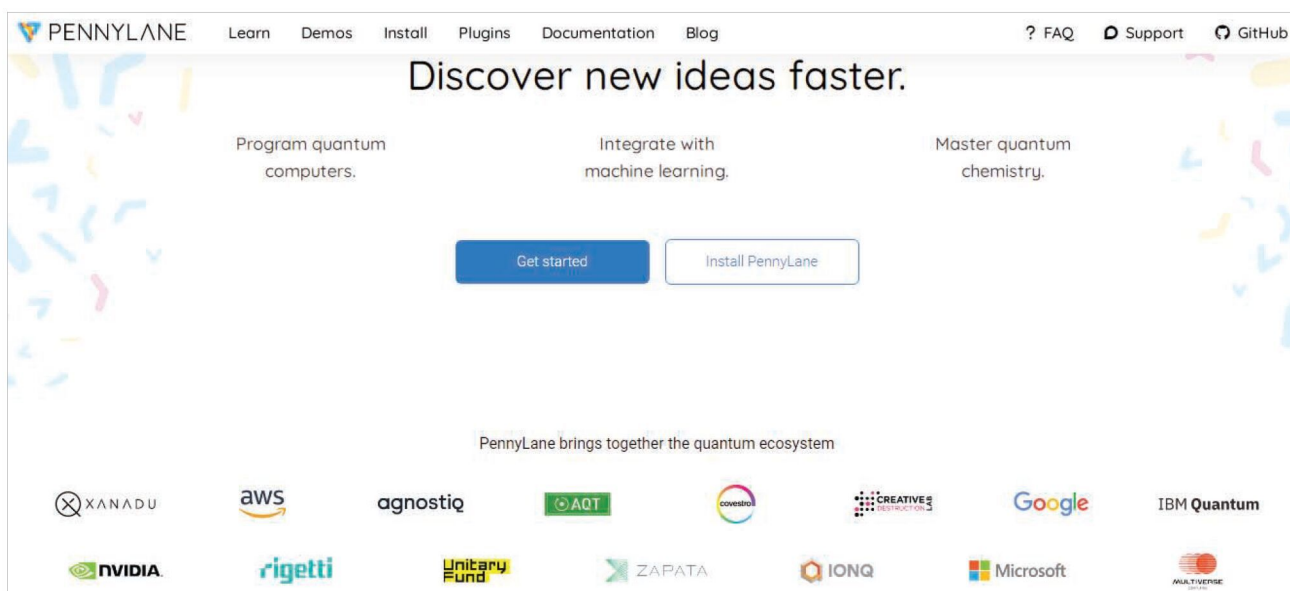 PENNYLANE Learn Demos Install Plugins Documentation Blog ? FAQ Support GitHub
Discover new ideas faster.
Program quantum
computers.
Integrate with
machine learning.
Master quantum
chemistry.
Get started Install PennyLane
PennyLane brings together the quantum ecosystem
XANADU aws agnostiq AQT covestro CREATIVE DESTRUCTION LAB Google IBM Quantum
NVIDIA. rigetti Unitary Fund ZAPATA IONQ Microsoft MULTIVERSE